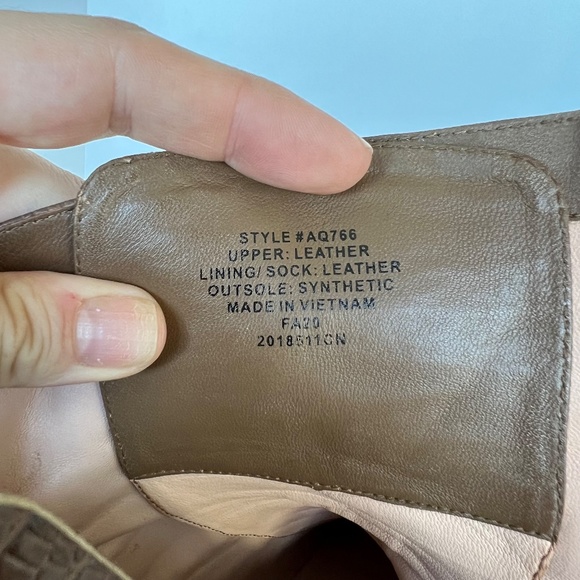 STYLE #AQ766
UPPER: LEATHER
LINING/ SOCK: LEATHER
OUTSOLE: SYNTHETIC
MADE IN VIETNAM
FA20
2018511CN